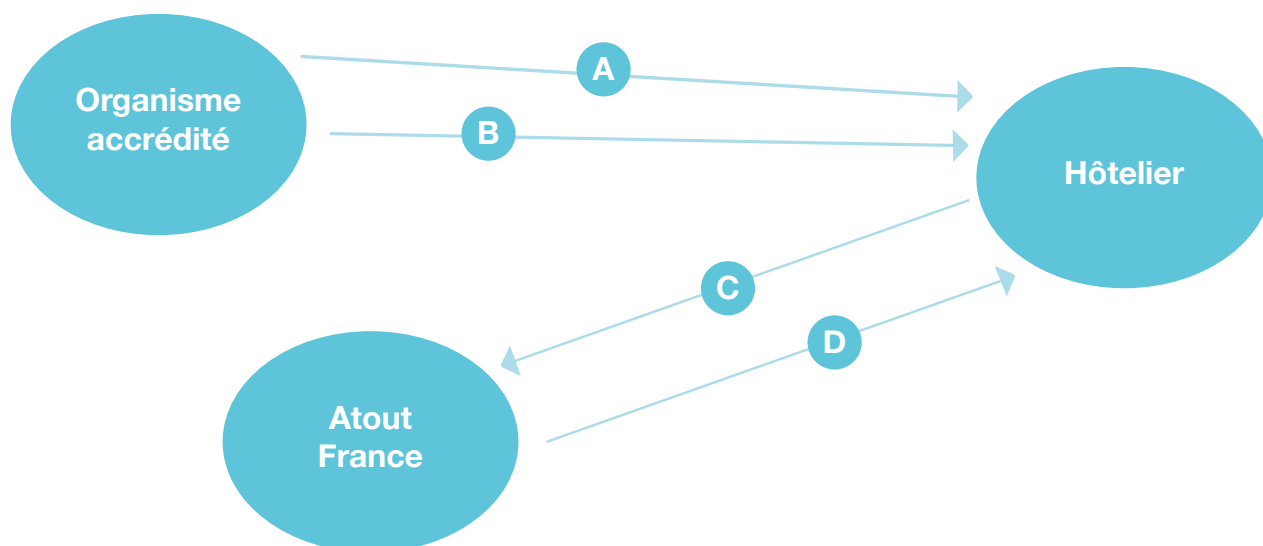 Organisme
accrédité
A
B
Hôtelier
C
D
Atout
France